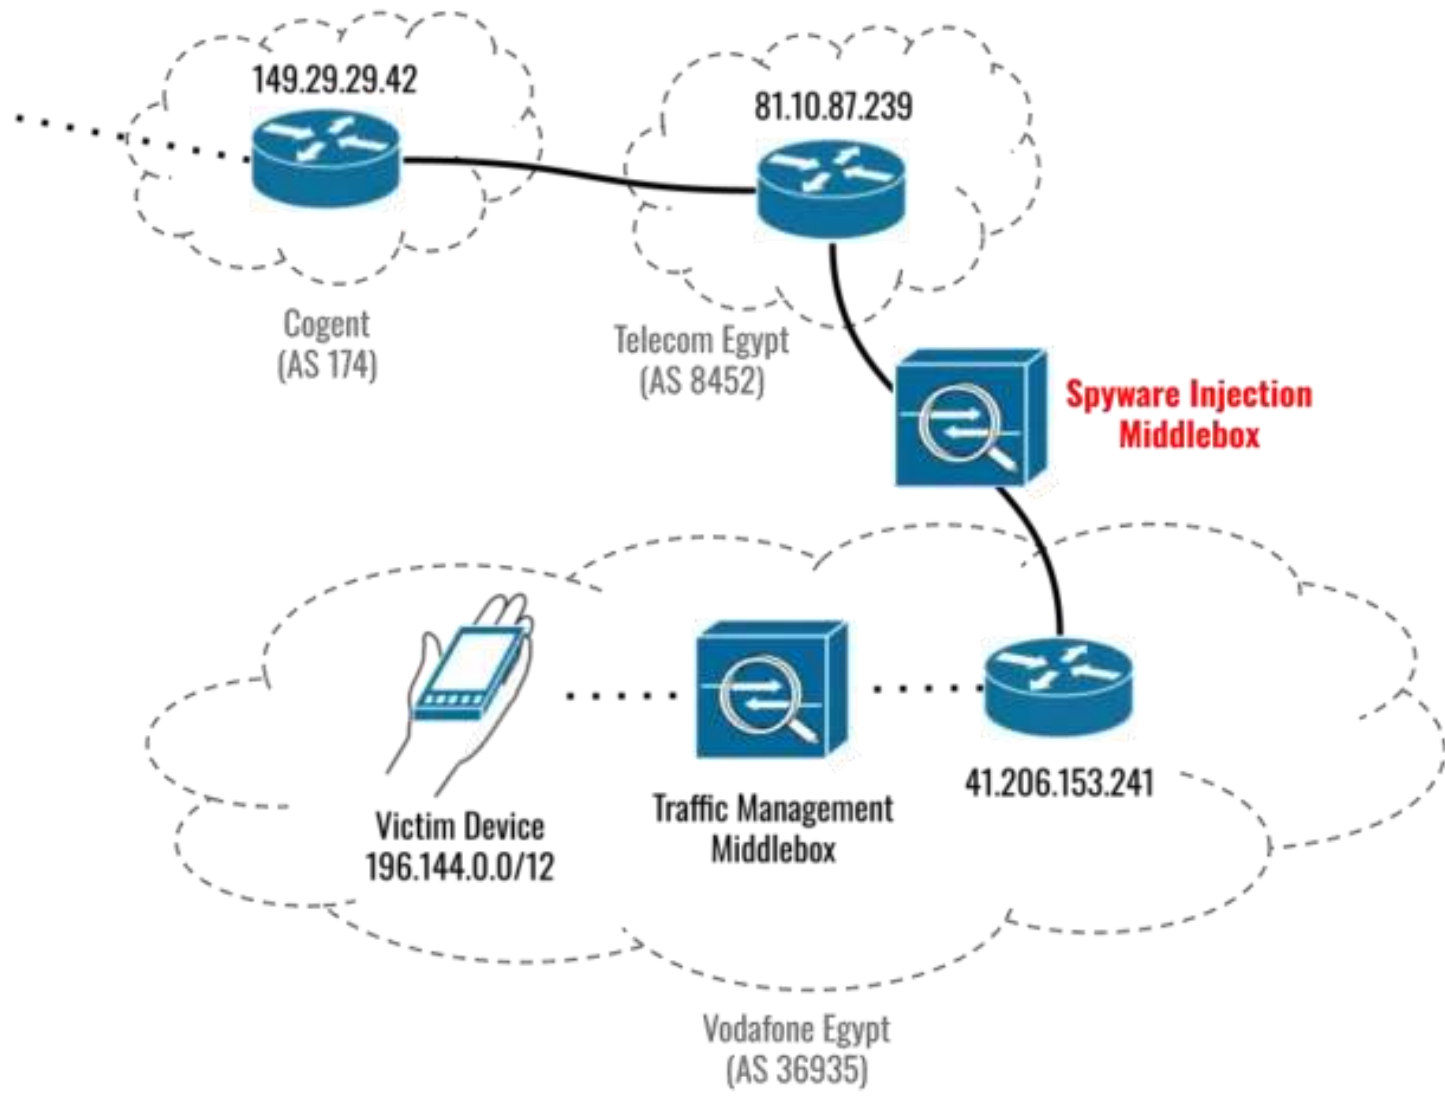 149.29.29.42
81.10.87.239
Cogent
(AS 174)
Telecom Egypt
(AS 8452)
Spyware Injection
Middlebox
Victim Device
196.144.0.0/12
Traffic Management
Middlebox
41.206.153.241
Vodafone Egypt
(AS 36935)